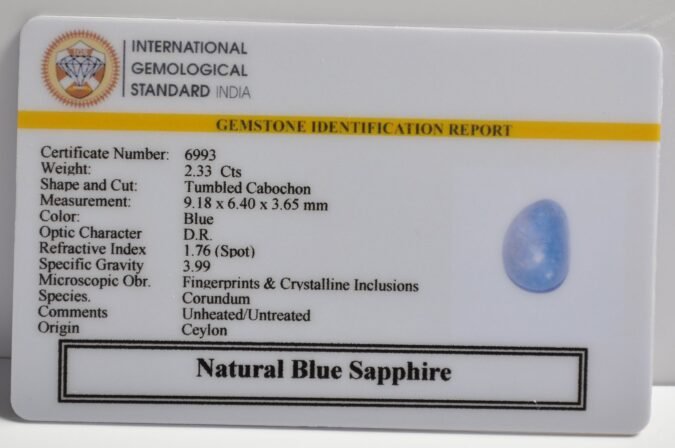 INTERNATIONAL
GEMOLOGICAL
STANDARD INDIA
GEMSTONE IDENTIFICATION REPORT
Certificate Number: 6993
Weight: 2.33 Cts
Shape and Cut: Tumbled Cabochon
Measurement: 9.18 x 6.40 x 3.65 mm
Color: Blue
Optic Character D.R.
Refractive Index 1.76 (Spot)
Specific Gravity 3.99
Microscopic Obr. Fingerprints & Crystalline Inclusions
Species. Corundum
Comments Unheated/Untreated
Origin Ceylon
Natural Blue Sapphire